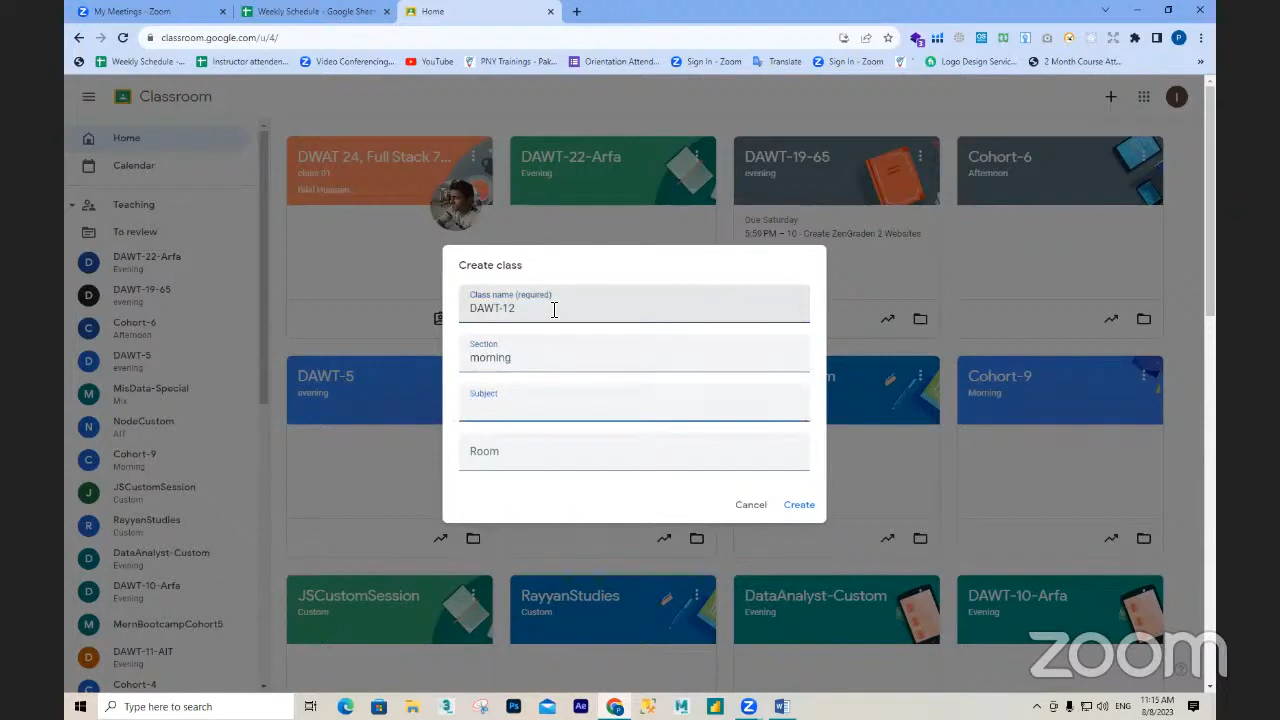 My Meetings - Zoom
Weekly Schedule - Google Shee
Home
classroom.google.com/u/4/
Weekly Schedule -...
Instructor attenden...
Video Conferencing,...
YouTube
PNY Trainings - Pak...
Orientation Attend...
Sign In - Zoom
Translate
Sign In - Zoom
Logo Design Servic...
2 Month Course Att...
Classroom
I
Home
Calendar
Teaching
To review
D
DAWT-22-Arfa
Evening
D
DAWT-19-65
Evening
C
Cohort-6
Afternoon
D
DAWT-5
evening
M
MisData-Special
Mix
N
NodeCustom
C
Cohort-9
Morning
J
JSCustomSession
Custom
R
RayyanStudies
Custom
D
DataAnalyst-Custom
Evening
D
DAWT-10-Arfa
Evening
M
MernBootcampCohort5
D
DAWT-11-AIT
Evening
Cohort-4
DWAT 24, Full Stack 7...
class 01
DAWT-22-Arfa
Evening
DAWT-19-65
evening
Due Saturday
5:59 PM – 10 - Create ZenGraden 2 Websites
Cohort-6
Afternoon
DAWT-5
evening
m
Cohort-9
Morning
JSCustomSession
Custom
RayyanStudies
Custom
DataAnalyst-Custom
Evening
DAWT-10-Arfa
Evening
Create class
Class name (required)
DAWT-12
Section
morning
Subject
Room
Cancel
Create
zoom
Type here to search
ENG
11:15 AM
8/8/2023